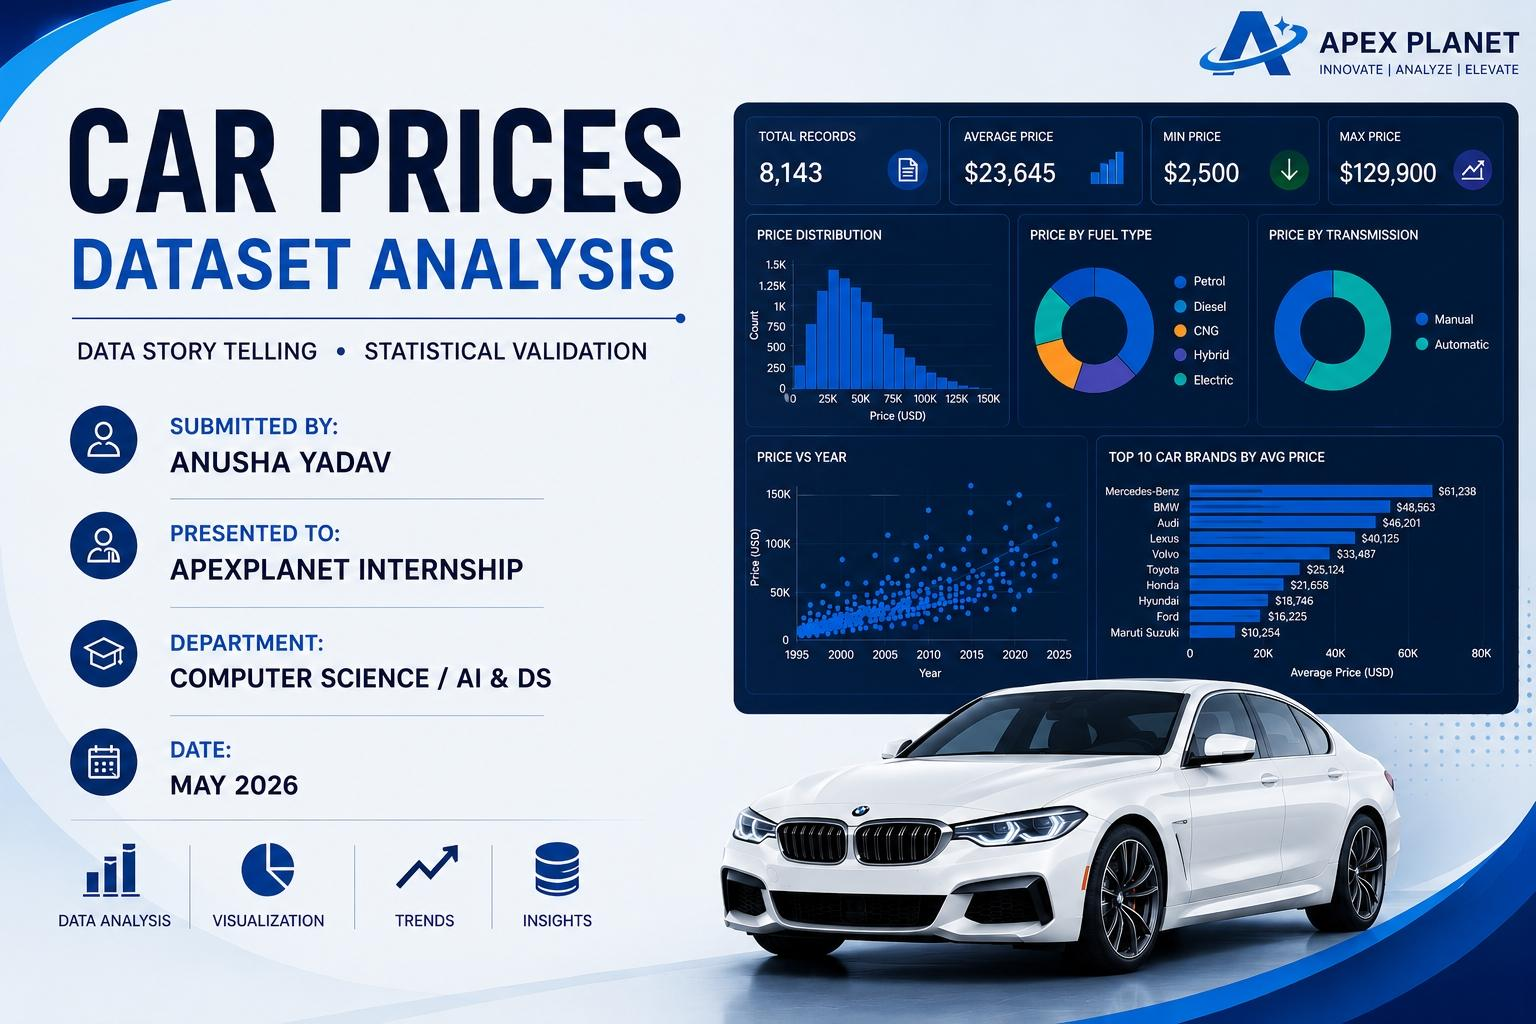 APEX PLANET
INNOVATE | ANALYZE | ELEVATE
CAR PRICES
DATASET ANALYSIS
DATA STORY TELLING • STATISTICAL VALIDATION
SUBMITTED BY:
ANUSHA YADAV
PRESENTED TO:
APEXPLANET INTERNSHIP
DEPARTMENT:
COMPUTER SCIENCE / AI & DS
DATE:
MAY 2026
DATA ANALYSIS
VISUALIZATION
TRENDS
INSIGHTS
TOTAL RECORDS
8,143
AVERAGE PRICE
$23,645
MIN PRICE
$2,500
MAX PRICE
$129,900
PRICE DISTRIBUTION
1.5K
1.25K
1K
750
500
250
0
Count
0 25K 50K 75K 100K 125K 150K
Price (USD)
PRICE BY FUEL TYPE
Petrol
Diesel
CNG
Hybrid
Electric
PRICE BY TRANSMISSION
Manual
Automatic
PRICE VS YEAR
150K
100K
50K
0
Price (USD)
1995 2000 2005 2010 2015 2020 2025
Year
TOP 10 CAR BRANDS BY AVG PRICE
Mercedes-Benz $61,238
BMW $48,563
Audi $46,201
Lexus $40,125
Volvo $33,487
Toyota $25,124
Honda $21,658
Hyundai $18,746
Ford $16,225
Maruti Suzuki $10,254
0 20K 40K 60K 80K
Average Price (USD)